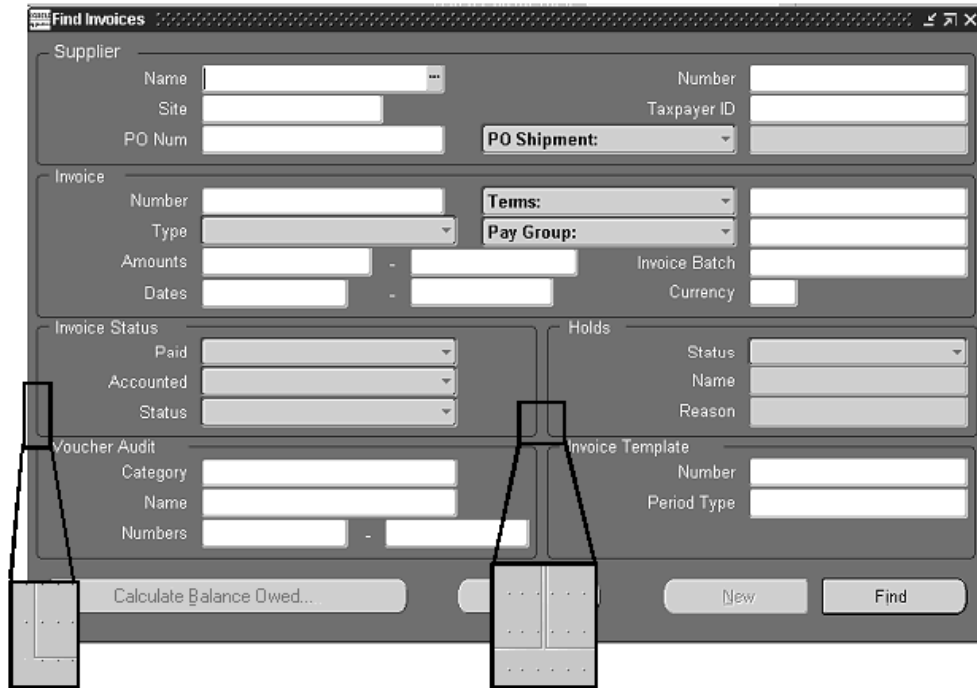 Find Invoices
Supplier
Name ... Number
Site Taxpayer ID
PO Num PO Shipment:
Invoice
Number Terms:
Type Pay Group:
Amounts - Invoice Batch
Dates - Currency
Invoice Status Holds
Paid Status
Accounted Name
Status Reason
Voucher Audit Invoice Template
Category Number
Name Period Type
Numbers -
Calculate Balance Owed... New Find